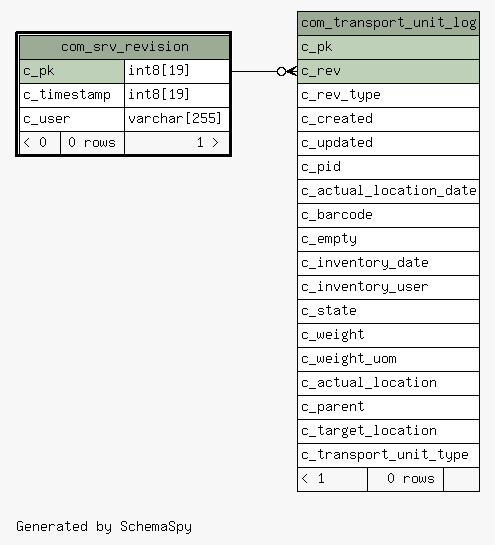 com_srv_revision
c_pk int8[19]
c_timestamp int8[19]
c_user varchar[255]
< 0 0 rows 1 >
com_transport_unit_log
c_pk
c_rev
c_rev_type
c_created
c_updated
c_pid
c_actual_location_date
c_barcode
c_empty
c_inventory_date
c_inventory_user
c_state
c_weight
c_weight_uom
c_actual_location
c_parent
c_target_location
c_transport_unit_type
< 1 0 rows
Generated by SchemaSpy